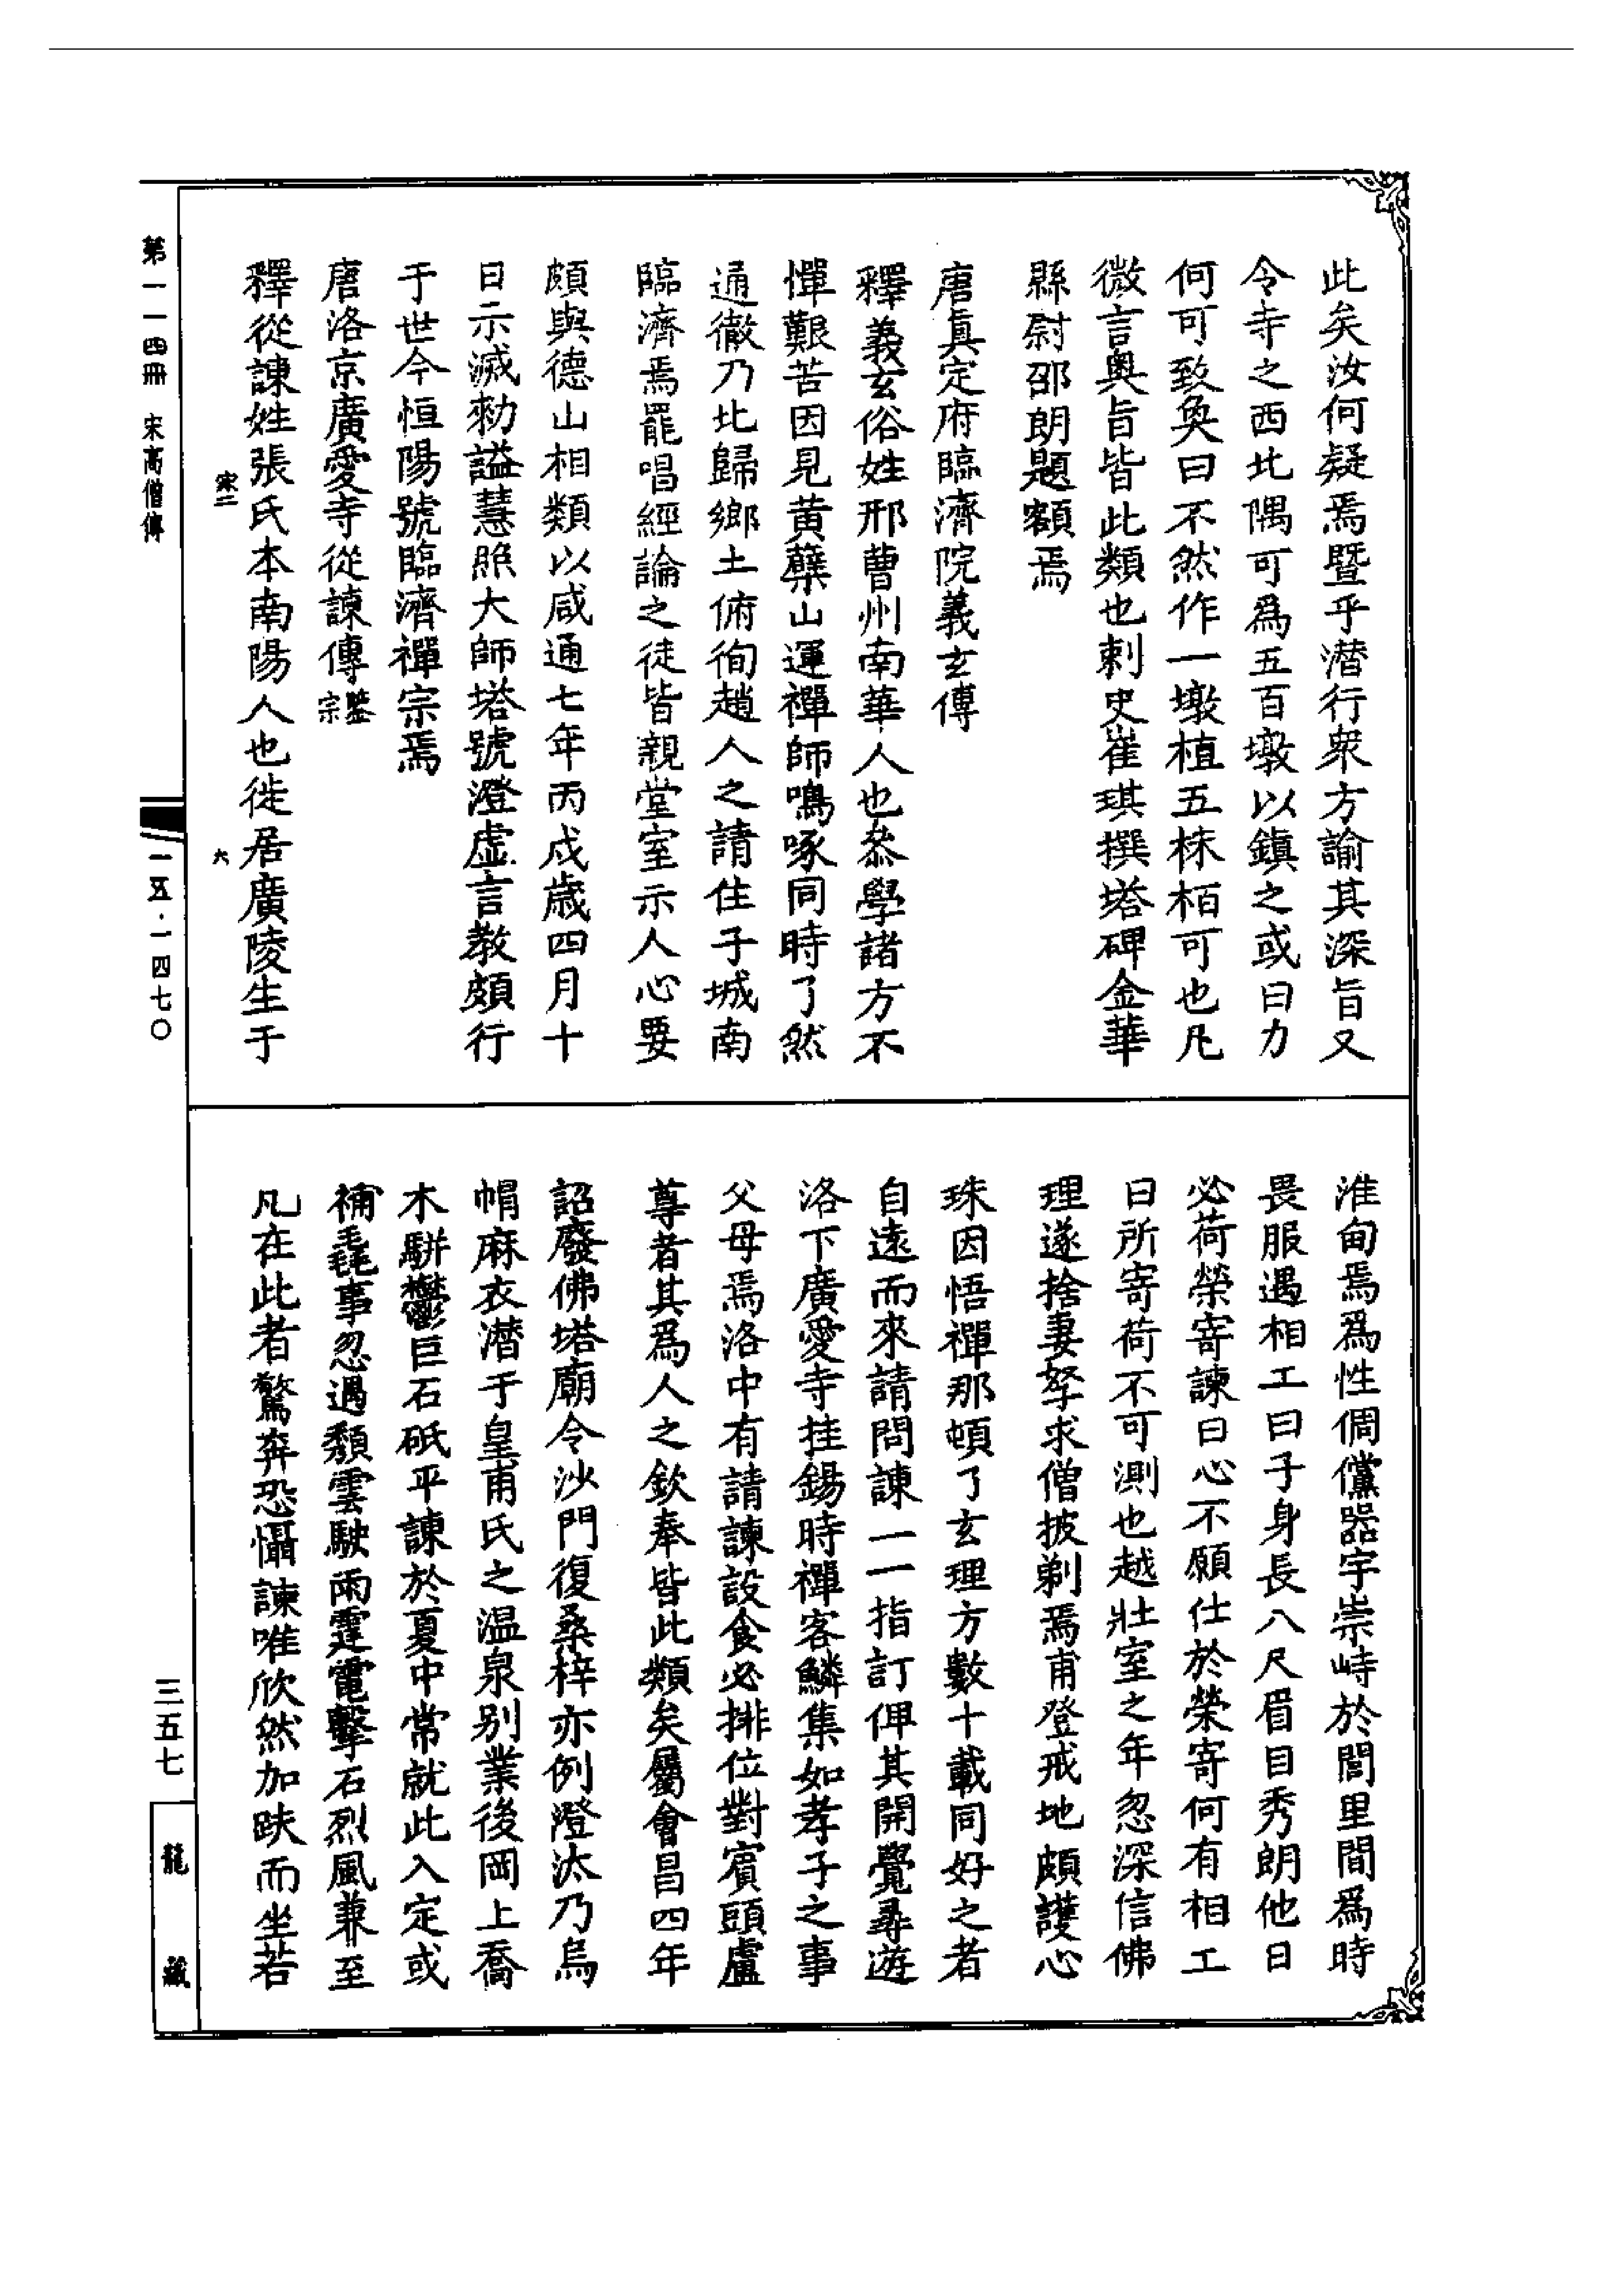 此矣汝何疑焉暨乎潜行衆方諭其深旨又
令寺之西北隅可爲五百墩以鎮之或曰力
何可致奐曰不然作一墩植五株栢可也凡
微言奧旨皆此類也刺史崔琪撰塔碑金華
縣尉邵朗題額焉
唐眞定府臨濟院義玄傳
釋義玄俗姓邢曹州南華人也叅學諸方不
憚艱苦因見黄蘗山運禪師鳴啄同時了然
通徹乃北歸鄉土俯徇趙人之請住子城南
臨濟焉罷唱經論之徒皆親堂室示人心要
頗與德山相類以咸通七年丙戍歳四月十
日示滅勑謚慧照大師塔號澄虛言教頗行
于世今恒陽號臨濟禪宗焉
唐洛京廣愛寺從諫傳鑒宗
釋從諫姓張氏本南陽人也徙居廣陵生于
淮甸焉爲性倜儻器宇崇峙於閭里間爲時
畏服遇相工曰子身長八尺眉目秀朗他日
必荷榮寄諫曰心不願仕於榮寄何有相工
曰所寄荷不可測也越壯室之年忽深信佛
理遂捨妻孥求僧披剃焉甫登戒地頗護心
珠因悟禪那頓了玄理方數十載同好之者
自遠而來請問諫一一指訂俾其開覺尋遊
洛下廣愛寺挂錫時禪客鱗集如孝子之事
父母焉洛中有請諫設食必排位對賓頭盧
尊者其爲人之欽奉皆此類矣屬會昌四年
詔廢佛塔廟令沙門復桑梓亦例澄汰乃烏
帽麻衣潜于皇甫氏之温泉別業後岡上喬
木駢鬱巨石砥平諫於夏中常就此入定或
補毳事忽遇頽雲駛雨霆電擊石烈風兼至
凡在此者驚奔恐懾諫唯欣然加趺而坐若
宋二
六
第一一四冊 宋高僧傳
一五·一四七〇
三五七
龍藏